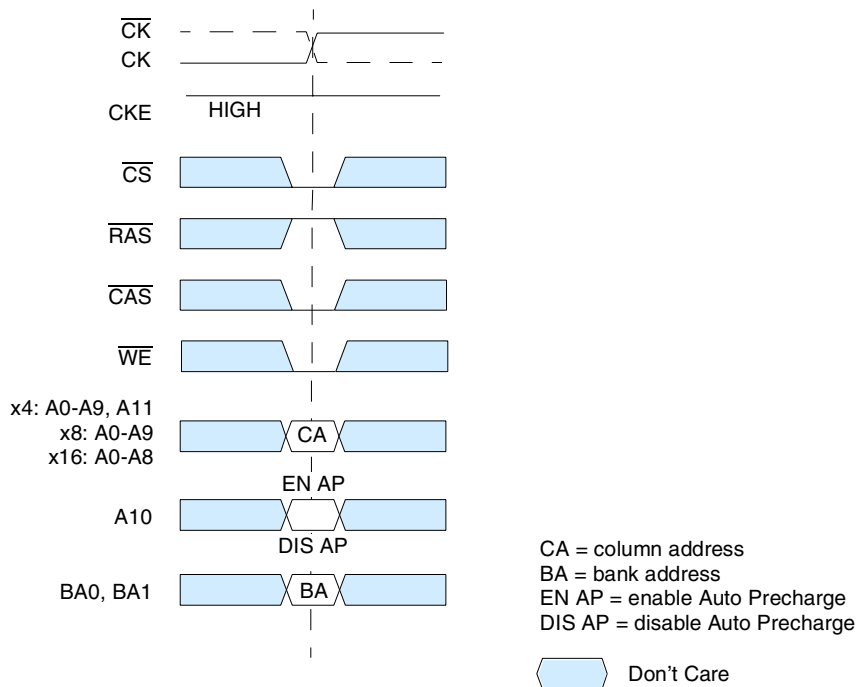 CK
CK
CKE
HIGH
CS
RAS
CAS
WE
x4: A0-A9, A11
x8: A0-A9
x16: A0-A8
CA
EN AP
A10
DIS AP
BA0, BA1
BA
CA = column address
BA = bank address
EN AP = enable Auto Precharge
DIS AP = disable Auto Precharge
Don't Care